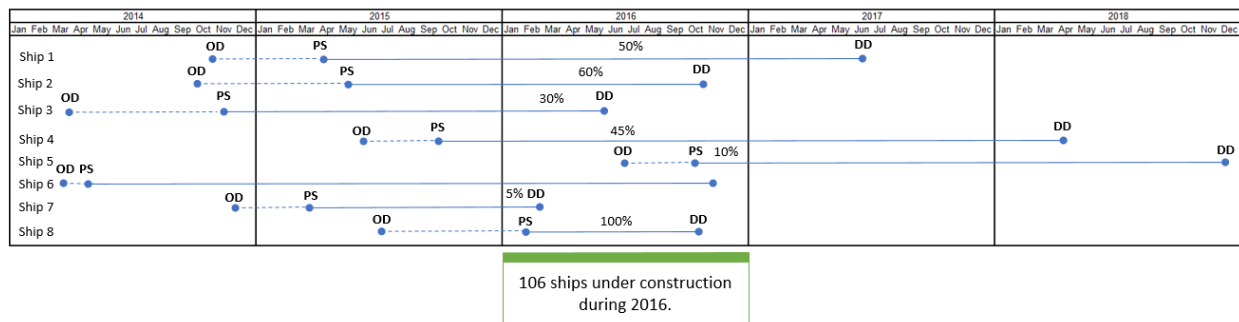 2014 2015 2016 2017 2018
Jan Feb Mar Apr May Jun Jul Aug Sep Oct Nov Dec Jan Feb Mar Apr May Jun Jul Aug Sep Oct Nov Dec Jan Feb Mar Apr May Jun Jul Aug Sep Oct Nov Dec Jan Feb Mar Apr May Jun Jul Aug Sep Oct Nov Dec Jan Feb Mar Apr May Jun Jul Aug Sep Oct Nov Dec
Ship 1 OD PS 50% DD
Ship 2 OD PS 60% DD
Ship 3 OD PS 30% DD
Ship 4 OD PS 45% DD
Ship 5 OD PS 10% DD
Ship 6 OD PS
Ship 7 OD PS 5% DD
Ship 8 OD PS 100% DD
106 ships under construction
during 2016.